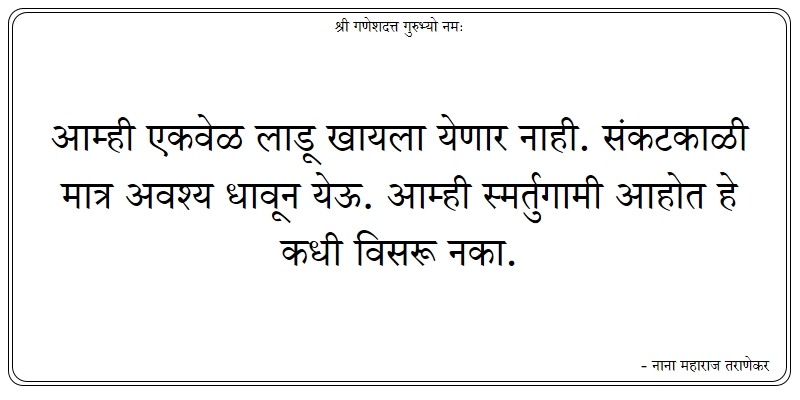 श्री गणेशदत्त गुरुभ्यो नमः
आम्ही एकवेळ लाडू खायला येणार नाही. संकटकाळी
मात्र अवश्य धावून येऊ. आम्ही स्मर्तुगामी आहोत हे
कधी विसरू नका.
- नाना महाराज तराणेकर